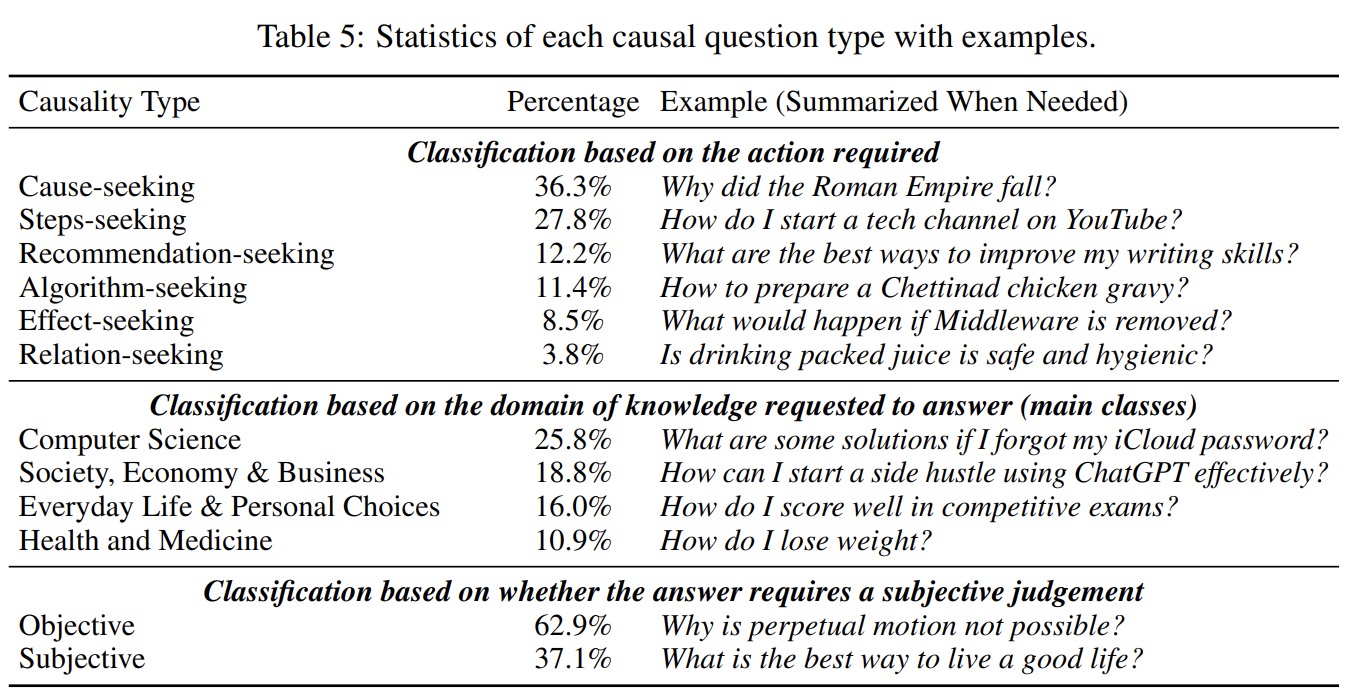 Table 5: Statistics of each causal question type with examples.
Causality Type Percentage Example (Summarized When Needed)
Classification based on the action required
Cause-seeking 36.3% Why did the Roman Empire fall?
Steps-seeking 27.8% How do I start a tech channel on YouTube?
Recommendation-seeking 12.2% What are the best ways to improve my writing skills?
Algorithm-seeking 11.4% How to prepare a Chettinad chicken gravy?
Effect-seeking 8.5% What would happen if Middleware is removed?
Relation-seeking 3.8% Is drinking packed juice is safe and hygienic?
Classification based on the domain of knowledge requested to answer (main classes)
Computer Science 25.8% What are some solutions if I forgot my iCloud password?
Society, Economy & Business 18.8% How can I start a side hustle using ChatGPT effectively?
Everyday Life & Personal Choices 16.0% How do I score well in competitive exams?
Health and Medicine 10.9% How do I lose weight?
Classification based on whether the answer requires a subjective judgement
Objective 62.9% Why is perpetual motion not possible?
Subjective 37.1% What is the best way to live a good life?